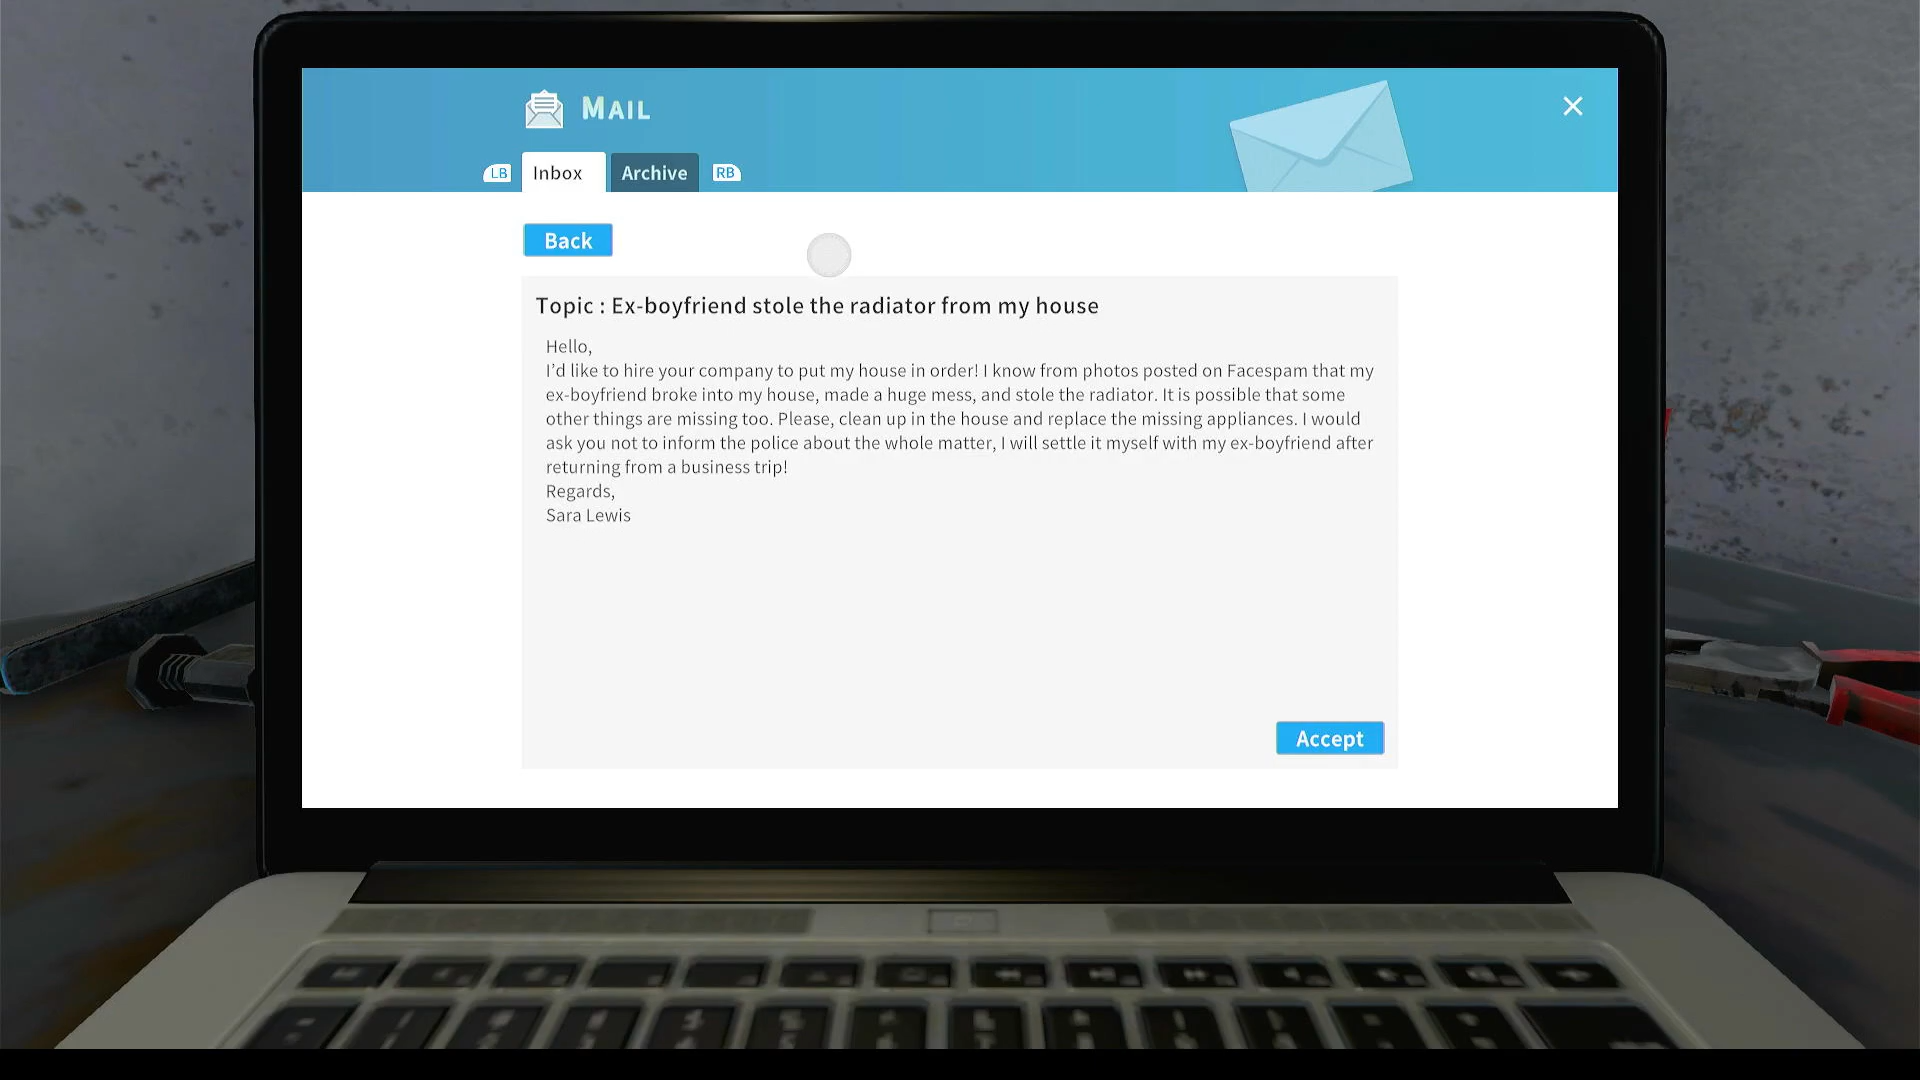 MAIL
LB Inbox Archive RB
Back
Topic : Ex-boyfriend stole the radiator from my house
Hello,
I’d like to hire your company to put my house in order! I know from photos posted on Facespam that my
ex-boyfriend broke into my house, made a huge mess, and stole the radiator. It is possible that some
other things are missing too. Please, clean up in the house and replace the missing appliances. I would
ask you not to inform the police about the whole matter, I will settle it myself with my ex-boyfriend after
returning from a business trip!
Regards,
Sara Lewis
Accept